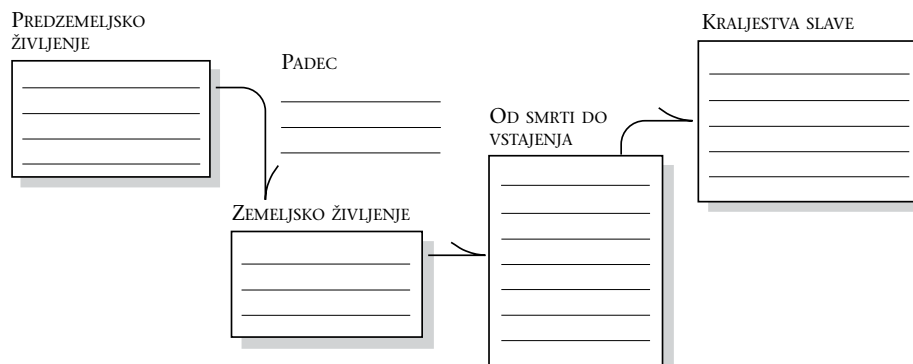 PREDZEMELJSKO
ŽIVLJENJE
PADEC
ZEMELJSKO ŽIVLJENJE
OD SMRTI DO
VSTAJENJA
KRALJESTVA SLAVE